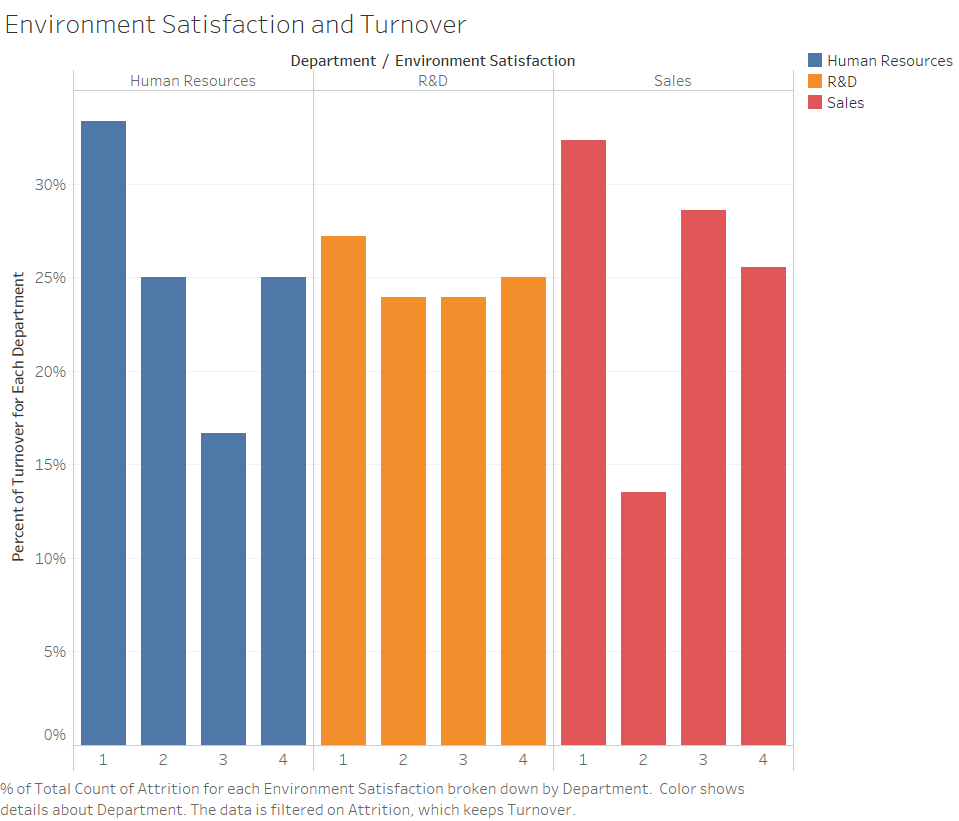 Environment Satisfaction and Turnover
Department / Environment Satisfaction
Human Resources
R&D
Sales
Human Resources
R&D
Sales
Percent of Turnover for Each Department
30%
25%
20%
15%
10%
5%
0%
1 2 3 4 1 2 3 4 1 2 3 4
% of Total Count of Attrition for each Environment Satisfaction broken down by Department. Color shows
details about Department. The data is filtered on Attrition, which keeps Turnover.